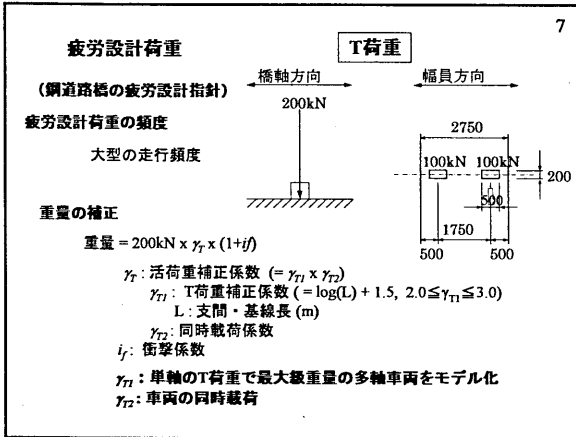 7
疲労設計荷重
T荷重
(鋼道路橋の疲労設計指針)
橋軸方向
幅員方向
200kN
疲労設計荷重の頻度
2750
大型の走行頻度
100kN 100kN
200
500
重量の補正
1750
500 500
重量 = 200kN x γT x (1+if)
γT : 活荷重補正係数 (= γT1 x γT2)
γT1 : T荷重補正係数 ( = log(L) + 1.5, 2.0≦γT1≦3.0)
L : 支間・基線長 (m)
γT2 : 同時載荷係数
if : 衝撃係数
γT1 : 単軸のT荷重で最大級重量の多軸車両をモデル化
γT2 : 車両の同時載荷